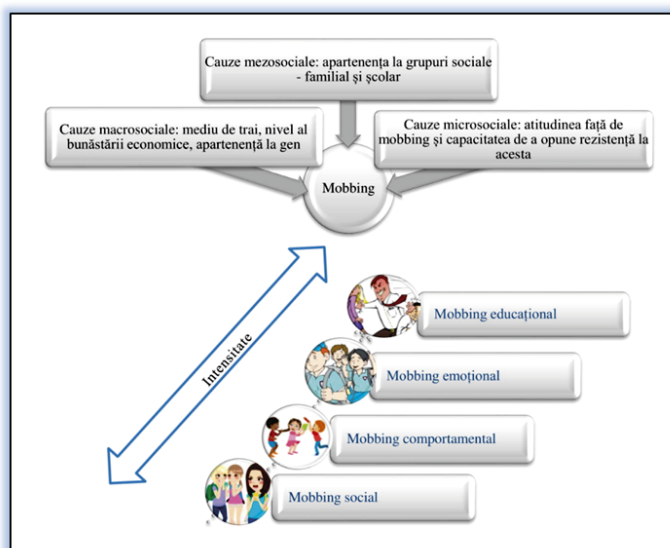 Cauze mezosociale: apartenența la grupuri sociale
- familial și școlar
Cauze macrosociale: mediu de trai, nivel al
bunăstării economice, apartenență la gen
Cauze microsociale: atitudinea față de
mobbing și capacitatea de a opune rezistență la
acesta
Mobbing
Intensitate
Mobbing educațional
Mobbing emoțional
Mobbing comportamental
Mobbing social